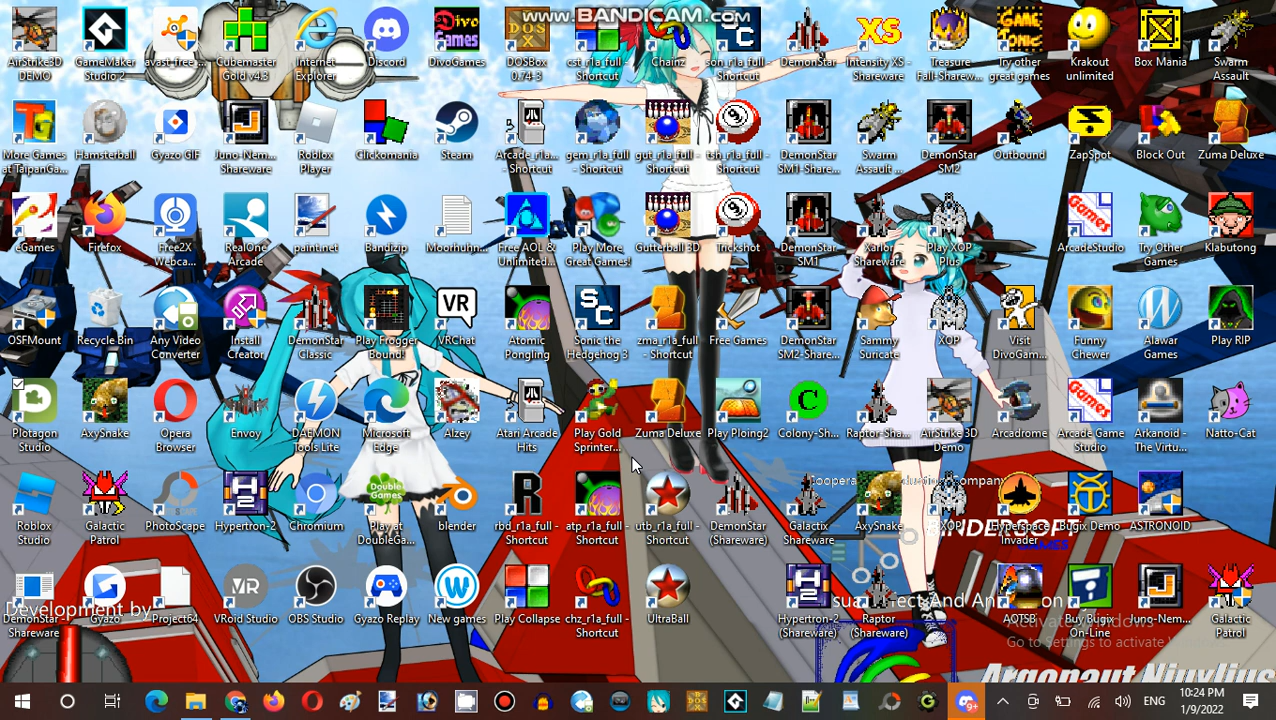 www.BANDICAM.com
AirStrike3D
DEMO
GameMaker
Studio 2
avast_free_...
Cubemaster
Gold v4.3
Internet
Explorer
Discord
DivoGames
DOSBox
0.74-3
cst_r1a_full -
Shortcut
Chainz
son_r1a_full -
Shortcut
DemonStar
Intensity XS -
Shareware
Treasure
Fall-Sharew...
Try other
great games
Krakout
unlimited
Box Mania
Swarm
Assault
More Games
at TaipanGa...
Hamsterball
Gyazo GIF
Juno-Nem...
Shareware
Roblox
Player
Clickomania
Steam
Arcade_r1a...
- Shortcut
gem_r1a_full
- Shortcut
gut_r1a_full -
Shortcut
tsh_r1a_full -
Shortcut
DemonStar
SM1-Share...
Swarm
Assault ...
DemonStar
SM2
Outbound
ZapSpot
Block Out
Zuma Deluxe
eGames
Firefox
Free2X
Webca...
RealOne
Arcade
paint.net
Bandizip
Moorhuhn...
Free AOL &
Unlimited...
Play More
Great Games!
Gutterball 3D
Trickshot
DemonStar
SM1
Xarlor
Shareware
Play XOP
Plus
ArcadeStudio
Try Other
Games
Klabutong
OSFMount
Recycle Bin
Any Video
Converter
Install
Creator
DemonStar
Classic
Play Frogger
Bound!
VRChat
Atomic
Pongling
Sonic the
Hedgehog 3
zma_r1a_full
- Shortcut
Free Games
DemonStar
SM2-Share...
Sammy
Suricate
XOP
Visit
DivoGam...
Funny
Chewer
Alawar
Games
Play RIP
Plotagon
Studio
AxySnake
Opera
Browser
Envoy
DAEMON
Tools Lite
Microsoft
Edge
Alzey
Atari Arcade
Hits
Play Gold
Sprinter...
Zuma Deluxe
Play Ploing2
Colony-Sh...
Raptor-Sha...
AirStrike 3D
Demo
Arcadrome
Arcade Game
Studio
Arkanoid -
The Virtu...
Natto-Cat
Roblox
Studio
Galactic
Patrol
PhotoScape
Hypertron-2
Chromium
Play at
DoubleGa...
blender
rbd_r1a_full -
Shortcut
atp_r1a_full -
Shortcut
utb_r1a_full -
Shortcut
DemonStar
(Shareware)
Galactix
Shareware
AxySnake
XOP
Hyperspace
Invader
Bugix Demo
ASTRONOID
DemonStar
Shareware
Gyazo
Project64
VRoid Studio
OBS Studio
Gyazo Replay
New games
Play Collapse
chz_r1a_full -
Shortcut
UltraBall
Hypertron-2
(Shareware)
Raptor
(Shareware)
AOTSB
Buy Bugix
On-Line
Juno-Nem...
Galactic
Patrol
Development by
Activate Windows
Go to Settings to activate Windows.
ENG
10:24 PM
1/9/2022